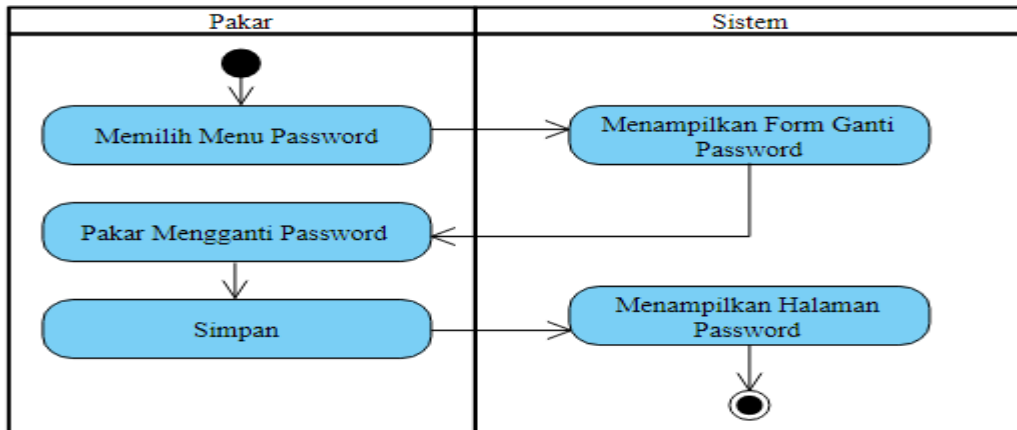 Pakar
Sistem
Memilih Menu Password
Menampilkan Form Ganti
Password
Pakar Mengganti Password
Simpan
Menampilkan Halaman
Password